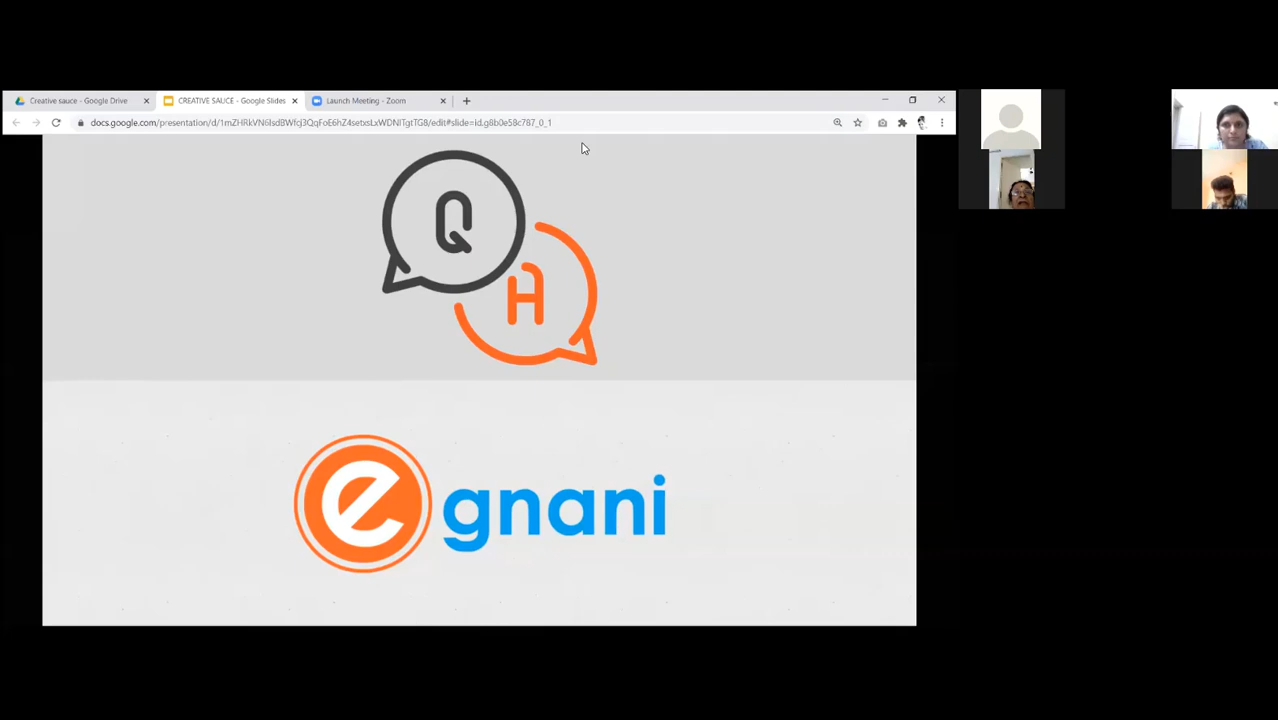 Creative sauce - Google Drive
CREATIVE SAUCE - Google Slides
Launch Meeting - Zoom
docs.google.com/presentation/d/1mZHRkVN6IsdBWfcj3QqFoE6hZ4setxsLxWDNITgtTG8/edit#slide=id.g8b0e58c787_0_1
Q
A
e gnani